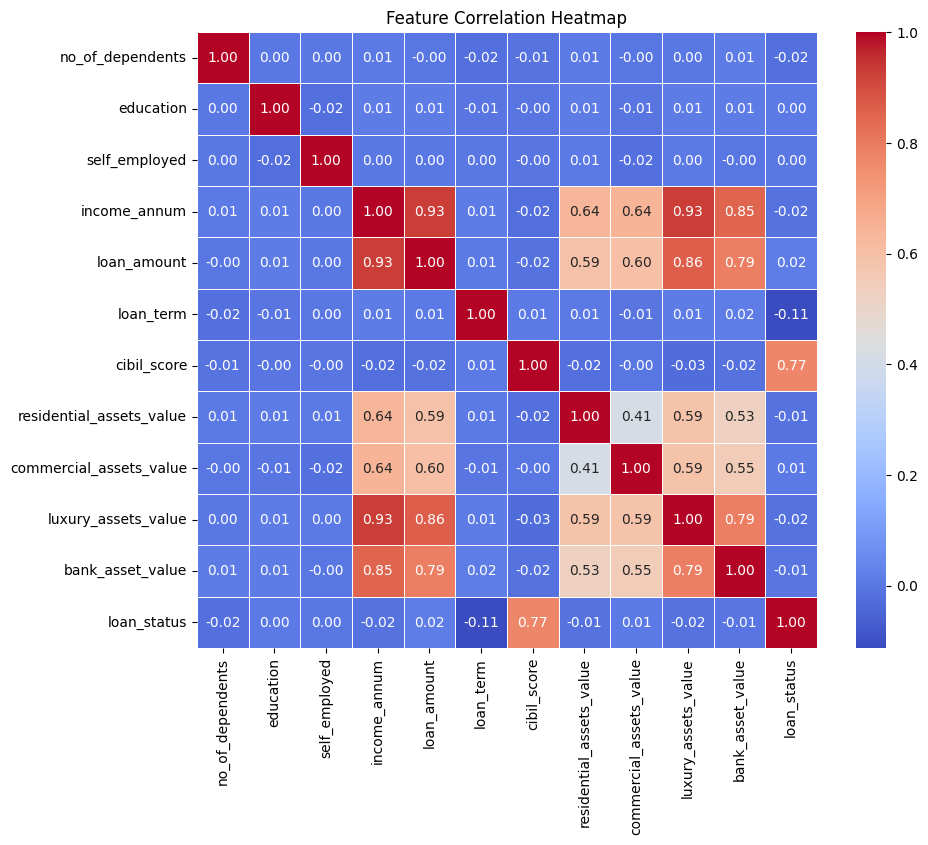 Feature Correlation Heatmap
no_of_dependents 1.00 0.00 0.00 0.01 -0.00 -0.02 -0.01 0.01 -0.00 0.00 0.01 -0.02
education 0.00 1.00 -0.02 0.01 0.01 -0.01 -0.00 0.01 -0.01 0.01 0.01 0.00
self_employed 0.00 -0.02 1.00 0.00 0.00 0.00 -0.00 0.01 -0.02 0.00 -0.00 0.00
income_annum 0.01 0.01 0.00 1.00 0.93 0.01 -0.02 0.64 0.64 0.93 0.85 -0.02
loan_amount -0.00 0.01 0.00 0.93 1.00 0.01 -0.02 0.59 0.60 0.86 0.79 0.02
loan_term -0.02 -0.01 0.00 0.01 0.01 1.00 0.01 0.01 -0.01 0.01 0.02 -0.11
cibil_score -0.01 -0.00 -0.00 -0.02 -0.02 0.01 1.00 -0.02 -0.00 -0.03 -0.02 0.77
residential_assets_value 0.01 0.01 0.01 0.64 0.59 0.01 -0.02 1.00 0.41 0.59 0.53 -0.01
commercial_assets_value -0.00 -0.01 -0.02 0.64 0.60 -0.01 -0.00 0.41 1.00 0.59 0.55 0.01
luxury_assets_value 0.00 0.01 0.00 0.93 0.86 0.01 -0.03 0.59 0.59 1.00 0.79 -0.02
bank_asset_value 0.01 0.01 -0.00 0.85 0.79 0.02 -0.02 0.53 0.55 0.79 1.00 -0.01
loan_status -0.02 0.00 0.00 -0.02 0.02 -0.11 0.77 -0.01 0.01 -0.02 -0.01 1.00
no_of_dependents
education
self_employed
income_annum
loan_amount
loan_term
cibil_score
residential_assets_value
commercial_assets_value
luxury_assets_value
bank_asset_value
loan_status
1.0
0.8
0.6
0.4
0.2
0.0